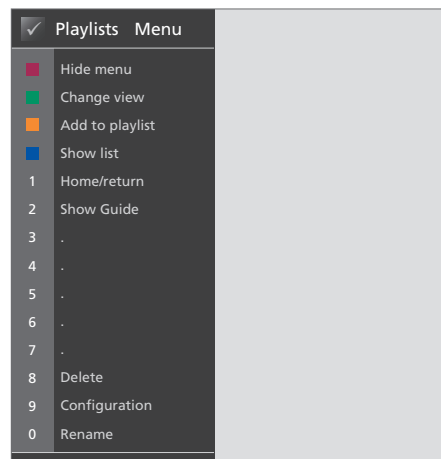 Playlists Menu
Hide menu
Change view
Add to playlist
Show list
1 Home/return
2 Show Guide
3 .
4 .
5 .
6 .
7 .
8 Delete
9 Configuration
0 Rename